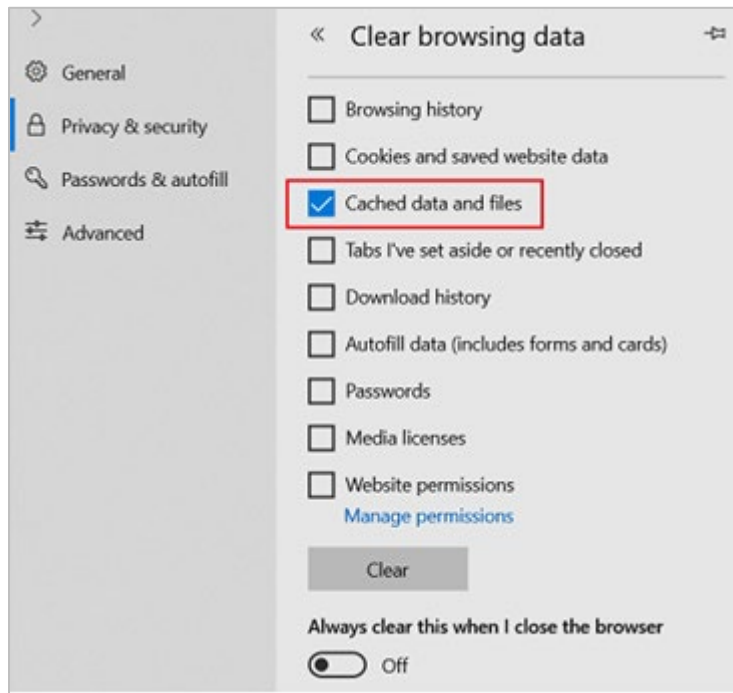 General
Privacy & security
Passwords & autofill
Advanced
Clear browsing data
Browsing history
Cookies and saved website data
Cached data and files
Tabs I've set aside or recently closed
Download history
Autofill data (includes forms and cards)
Passwords
Media licenses
Website permissions
Manage permissions
Clear
Always clear this when I close the browser
Off